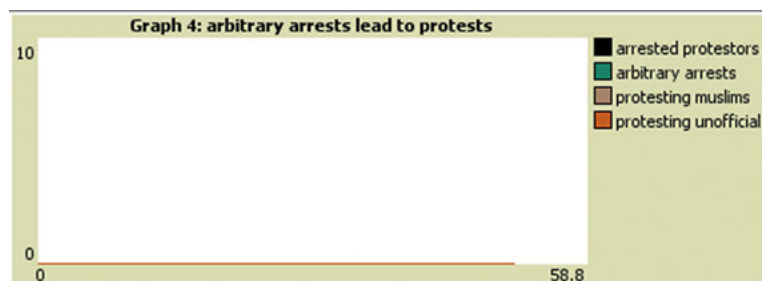 Graph 4: arbitrary arrests lead to protests
10
0
0
58.8
arrested protestors
arbitrary arrests
protesting muslims
protesting unofficial